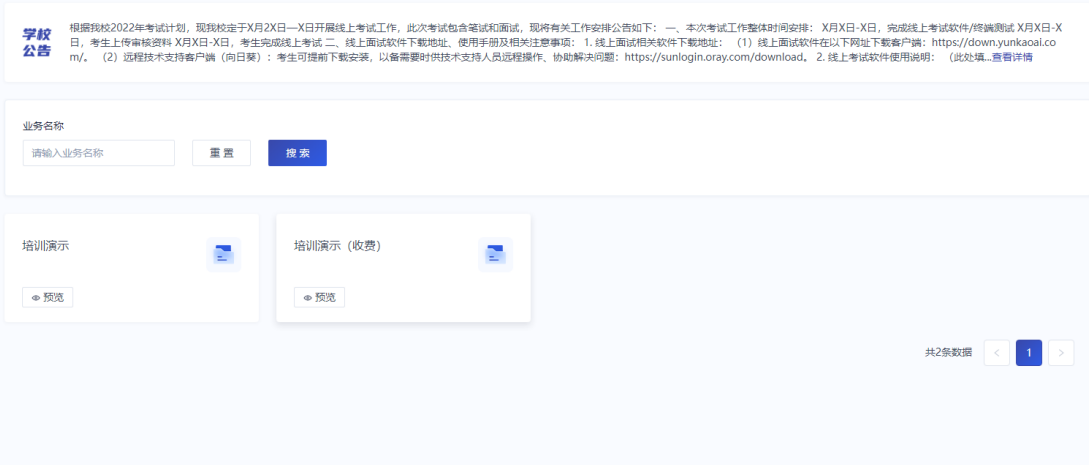 学校
公告
根据我校2022年考试计划，现我校定于X月2X日—X日开展线上考试工作，此次考试包含笔试和面试，现将有关工作安排公告如下： 一、本次考试工作整体时间安排： X月X日-X日，完成线上考试软件/终端测试 X月X日-X
日，考生上传审核资料 X月X日-X日，考生完成线上考试 二、线上面试软件下载地址、使用手册及相关注意事项： 1. 线上面试相关软件下载地址： （1）线上面试软件在以下网址下载客户端：https://down.yunkaoai.co
m/。 （2）远程技术支持客户端（向日葵）：考生可提前下载安装，以备需要时供技术支持人员远程操作、协助解决问题：https://sunlogin.oray.com/download。 2. 线上考试软件使用说明： （此处填...查看详情
业务名称
请输入业务名称
重 置
搜 索
培训演示
培训演示（收费）
预览
预览
共2条数据
<
1
>